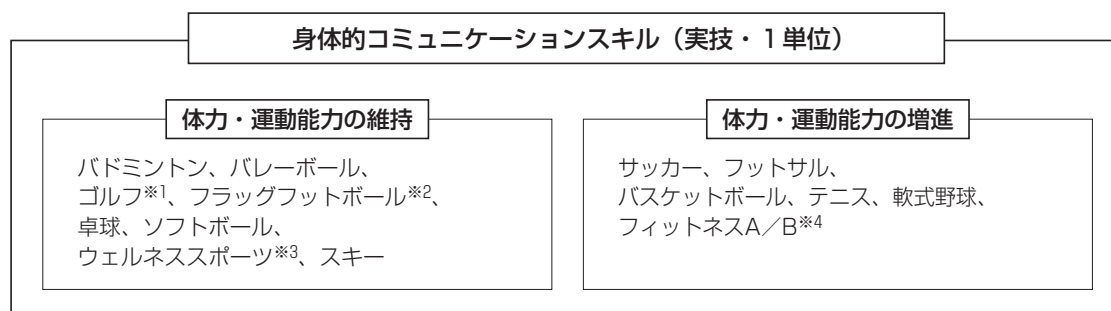 身体的コミュニケーションスキル（実技・１単位）
体力・運動能力の維持
バドミントン、バレーボール、
ゴルフ※1、フラッグフットボール※2、
卓球、ソフトボール、
ウェルネススポーツ※3、スキー
体力・運動能力の増進
サッカー、フットサル、
バスケットボール、テニス、軟式野球、
フィットネスA／B※4